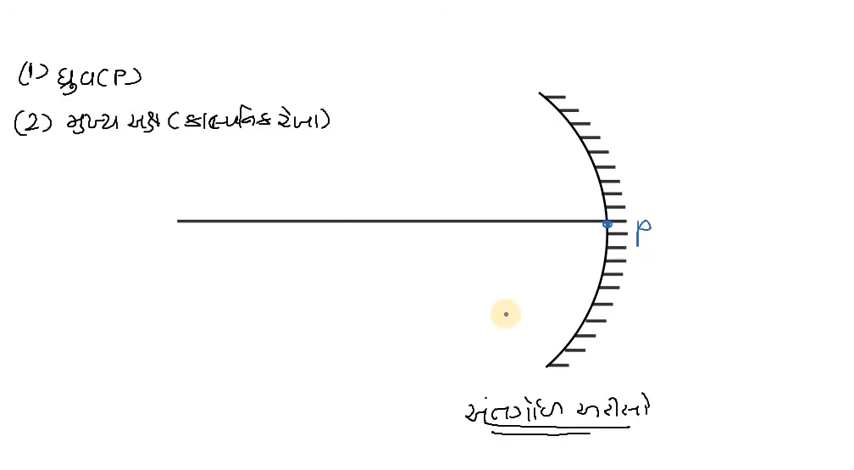 (1) ધ્રુવ (P)
(2) મુખ્ય અક્ષ (કાલ્પનિક રેખા)
P
અંતર્ગોળ અરીસો